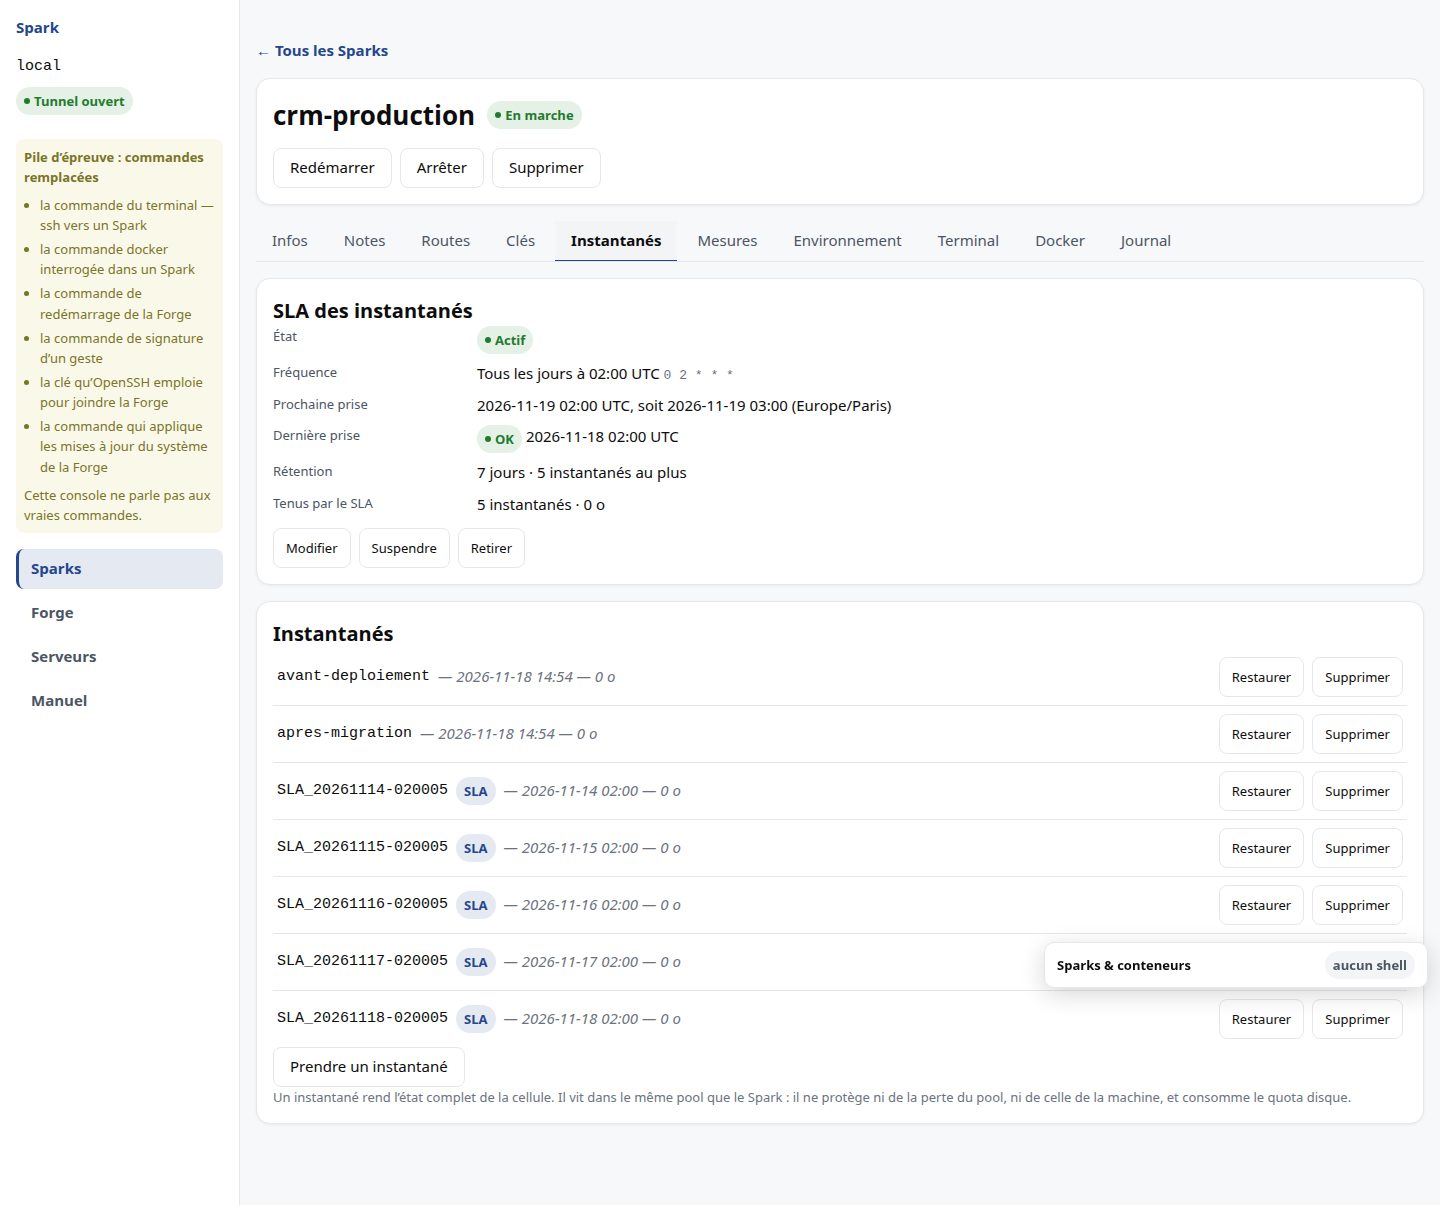 Spark
local
Tunnel ouvert
Pile d’épreuve : commandes
remplacées
la commande du terminal —
ssh vers un Spark
la commande docker
interrogée dans un Spark
la commande de
redémarrage de la Forge
la commande de signature
d’un geste
la clé qu’OpenSSH emploie
pour joindre la Forge
la commande qui applique
les mises à jour du système
de la Forge
Cette console ne parle pas aux
vraies commandes.
Sparks
Forge
Serveurs
Manuel
← Tous les Sparks
crm-production En marche
Redémarrer Arrêter Supprimer
Infos Notes Routes Clés Instantanés Mesures Environnement Terminal Docker Journal
SLA des instantanés
État Actif
Fréquence Tous les jours à 02:00 UTC 0 2 * * *
Prochaine prise 2026-11-19 02:00 UTC, soit 2026-11-19 03:00 (Europe/Paris)
Dernière prise OK 2026-11-18 02:00 UTC
Rétention 7 jours · 5 instantanés au plus
Tenus par le SLA 5 instantanés · 0 o
Modifier Suspendre Retirer
Instantanés
avant-deploiement — 2026-11-18 14:54 — 0 o Restaurer Supprimer
apres-migration — 2026-11-18 14:54 — 0 o Restaurer Supprimer
SLA_20261114-020005 SLA — 2026-11-14 02:00 — 0 o Restaurer Supprimer
SLA_20261115-020005 SLA — 2026-11-15 02:00 — 0 o Restaurer Supprimer
SLA_20261116-020005 SLA — 2026-11-16 02:00 — 0 o Restaurer Supprimer
SLA_20261117-020005 SLA — 2026-11-17 02:00 — 0 o
Sparks & conteneurs aucun shell
SLA_20261118-020005 SLA — 2026-11-18 02:00 — 0 o Restaurer Supprimer
Prendre un instantané
Un instantané rend l’état complet de la cellule. Il vit dans le même pool que le Spark : il ne protège ni de la perte du pool, ni de celle de la machine, et consomme le quota disque.